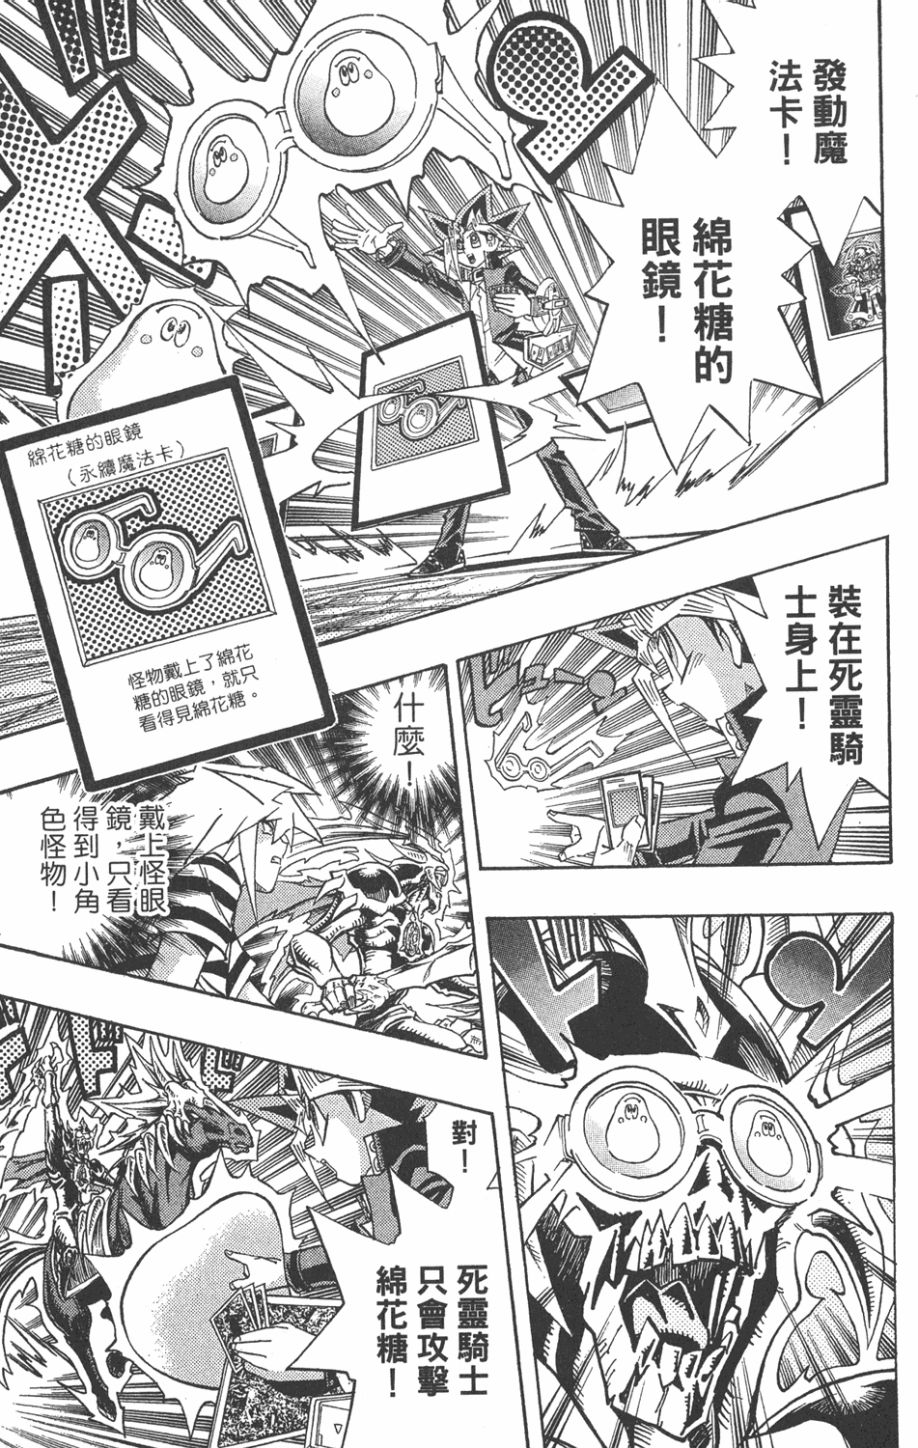 發動魔
法卡！
綿花糖的
眼鏡！
綿花糖的眼鏡
（永續魔法卡）
怪物戴上了綿花
糖的眼鏡，就只
看得見綿花糖。
裝在死靈騎
士身上！
什麼！
戴上怪眼
鏡，只看
得到小角
色怪物！
對！
死靈騎士
只會攻擊
綿花糖！